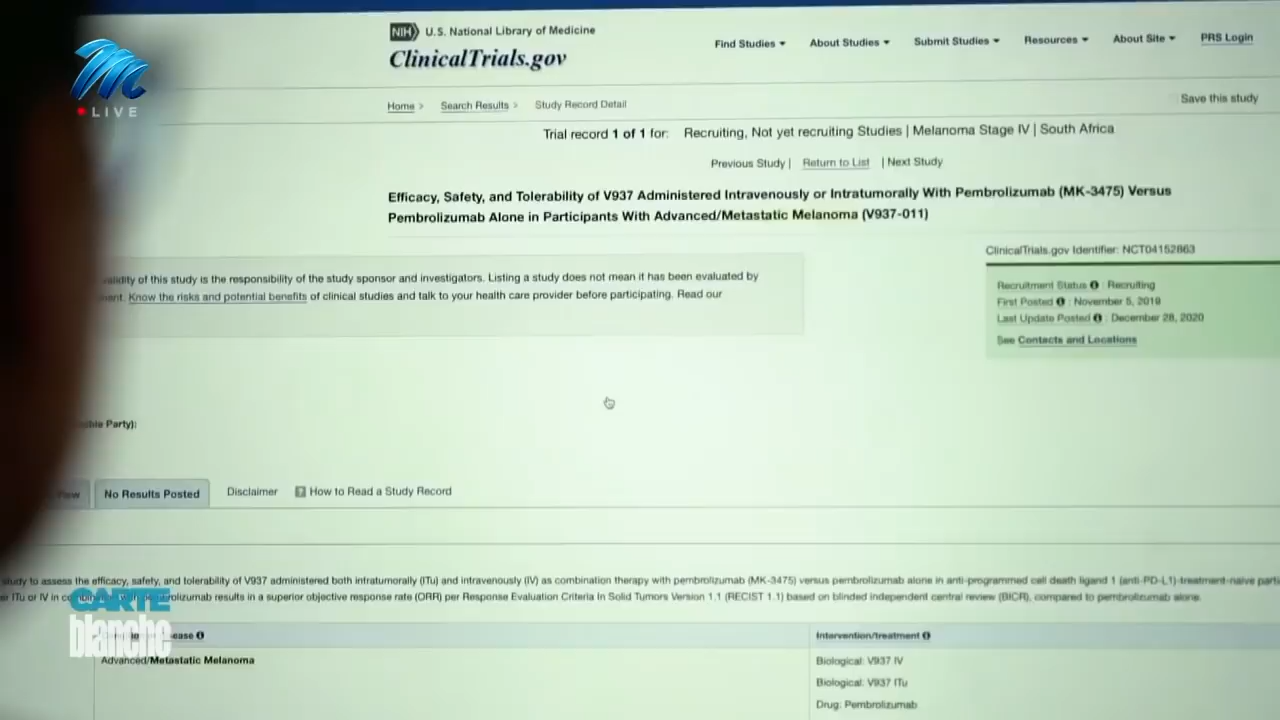 LIVE
NIH U.S. National Library of Medicine
ClinicalTrials.gov
Find Studies About Studies Submit Studies Resources About Site PRS Login
Home > Search Results > Study Record Detail
Save this study
Trial record 1 of 1 for: Recruiting, Not yet recruiting Studies | Melanoma Stage IV | South Africa
Previous Study | Return to List | Next Study
Efficacy, Safety, and Tolerability of V937 Administered Intravenously or Intratumorally With Pembrolizumab (MK-3475) Versus
Pembrolizumab Alone in Participants With Advanced/Metastatic Melanoma (V937-011)
ClinicalTrials.gov Identifier: NCT04152863
of this study is the responsibility of the study sponsor and investigators. Listing a study does not mean it has been evaluated by
Know the risks and potential benefits of clinical studies and talk to your health care provider before participating. Read our
Recruitment Status : Recruiting
First Posted : November 5, 2019
Last Update Posted : December 28, 2020
See Contacts and Locations
Party):
No Results Posted Disclaimer ? How to Read a Study Record
study to assess the efficacy, safety, and tolerability of V937 administered both intratumorally (ITu) and intravenously (IV) as combination therapy with pembrolizumab (MK-3475) versus pembrolizumab alone in anti-programmed cell death ligand 1 (anti-PD-L1)-treatment-naive
ITu or IV in results in a superior objective response rate (ORR) per Response Evaluation Criteria In Solid Tumors Version 1.1 (RECIST 1.1) based on blinded independent central review (BICR), compared to pembrolizumab alone.
CARTE
blanche
Intervention/treatment
Advanced/Metastatic Melanoma
Biological: V937 IV
Biological: V937 ITu
Drug: Pembrolizumab